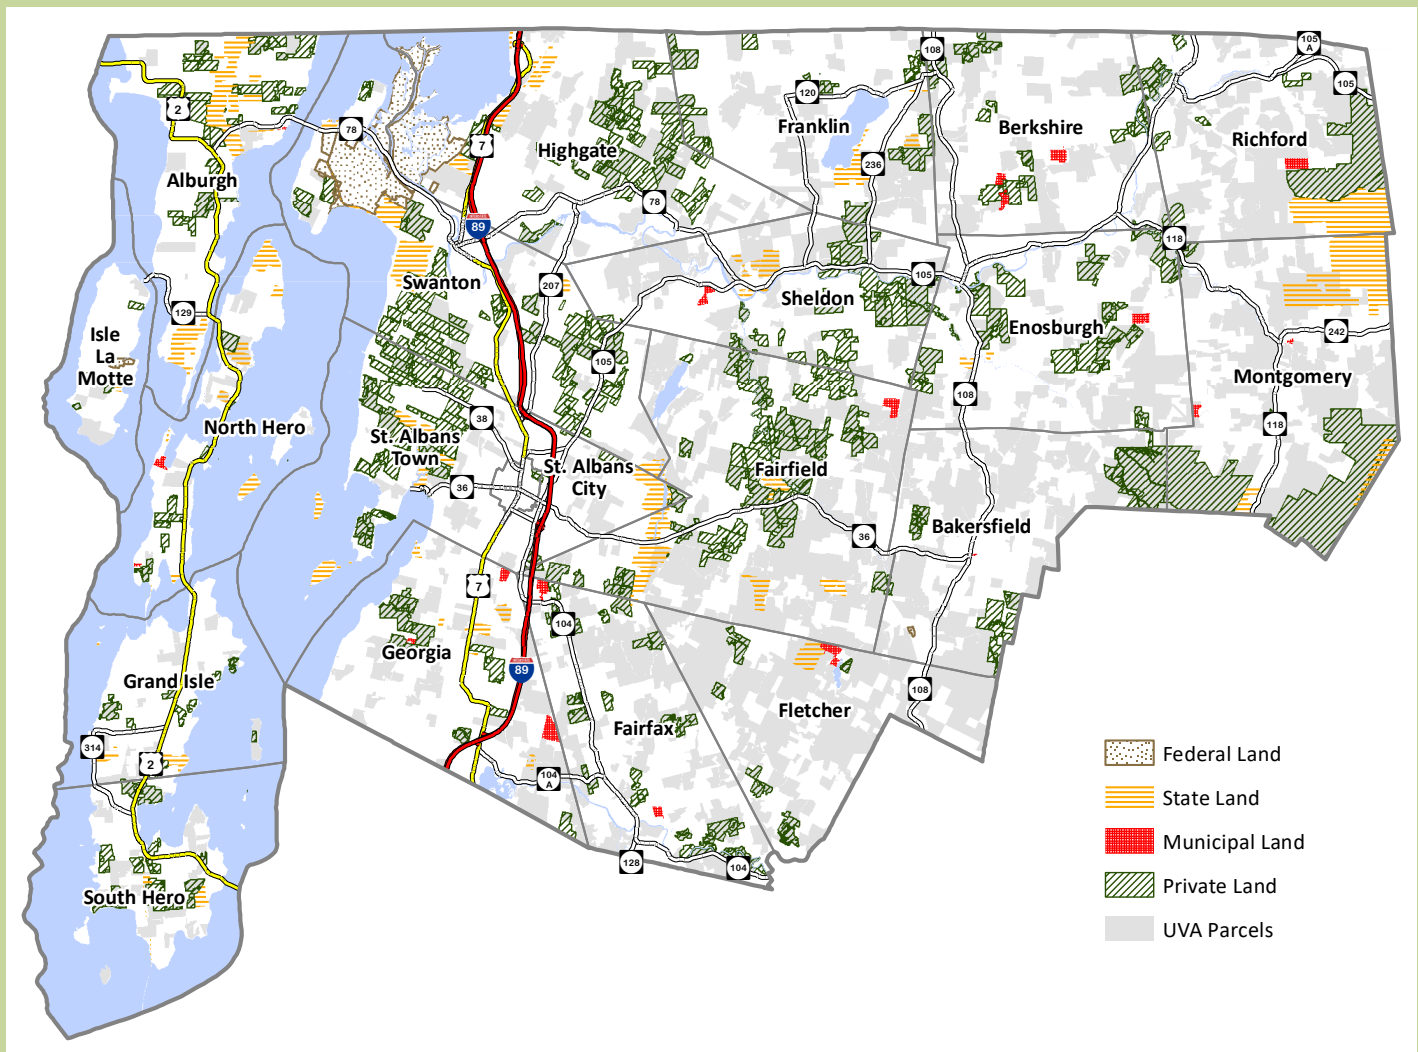 108
105
A
105
120
Franklin
Berkshire
Richford
2
78
7
Highgate
236
Alburgh
78
89
118
Swanton
207
105
Sheldon
Enosburgh
129
242
Isle
La
Motte
105
Montgomery
108
North Hero
38
118
St. Albans
Town
St. Albans
City
Fairfield
36
36
Bakersfield
7
104
Georgia
89
Grand Isle
108
Fletcher
Fairfax
314
2
104
A
128
104
South Hero
Federal Land
State Land
Municipal Land
Private Land
UVA Parcels